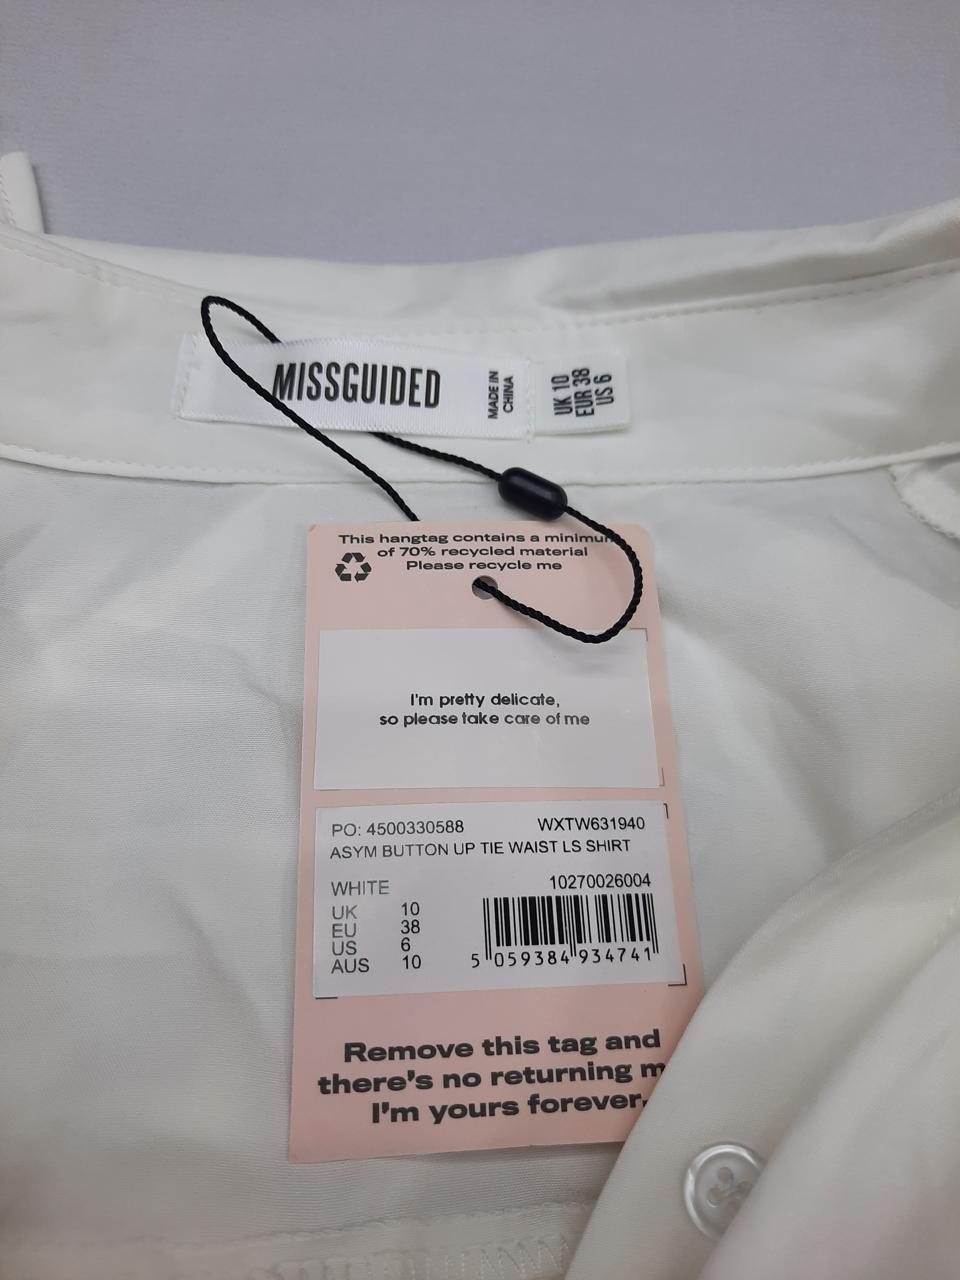 MISSGUIDED
MADE IN
CHINA
UK 10
EUR 38
US 6
This hangtag contains a minimum
of 70% recycled material
Please recycle me
I'm pretty delicate,
so please take care of me
PO: 4500330588 WXTW631940
ASYM BUTTON UP TIE WAIST LS SHIRT
WHITE 10270026004
UK 10
EU 38
US 6
AUS 10
5 059384 934741
Remove this tag and
there's no returning
I'm yours forever.